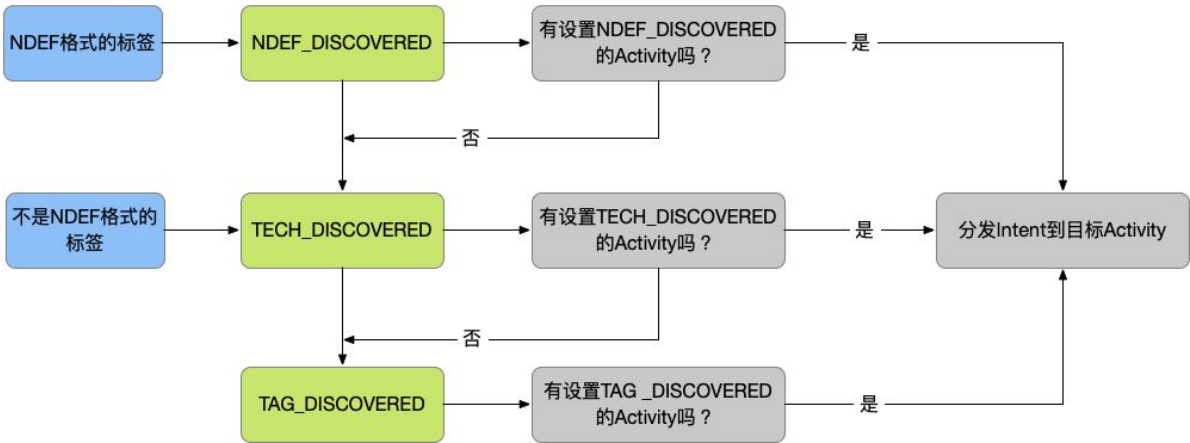 NDEF格式的标签
NDEF_DISCOVERED
有设置NDEF_DISCOVERED
的Activity吗？
是
否
不是NDEF格式的
标签
TECH_DISCOVERED
有设置TECH_DISCOVERED
的Activity吗？
是
分发Intent到目标Activity
否
TAG_DISCOVERED
有设置TAG _DISCOVERED
的Activity吗？
是